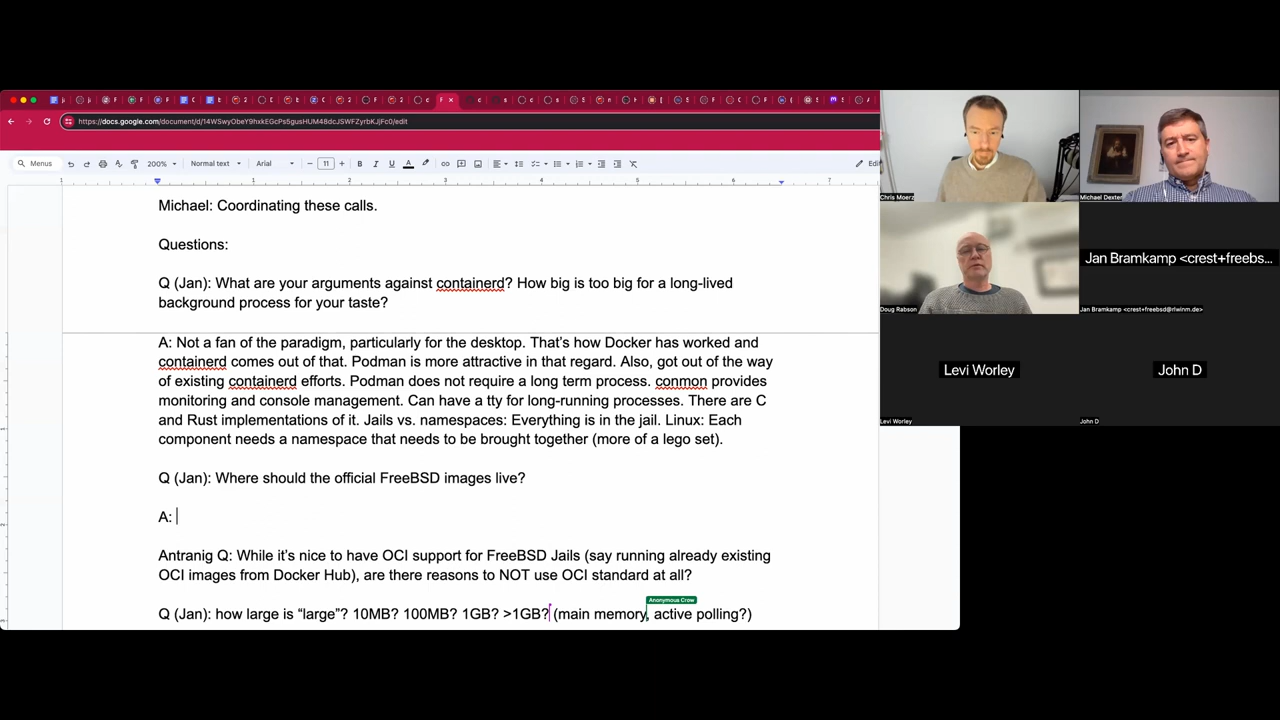 https://docs.google.com/document/d/14WSwyObeY9hxkEGcPs5gusHUM48dcJSWFZyrbKJjFc0/edit
Menus
200%
Normal text
Arial
11
Michael: Coordinating these calls.
Questions:
Q (Jan): What are your arguments against containerd? How big is too big for a long-lived
background process for your taste?
A: Not a fan of the paradigm, particularly for the desktop. That’s how Docker has worked and
containerd comes out of that. Podman is more attractive in that regard. Also, got out of the way
of existing containerd efforts. Podman does not require a long term process. conmon provides
monitoring and console management. Can have a tty for long-running processes. There are C
and Rust implementations of it. Jails vs. namespaces: Everything is in the jail. Linux: Each
component needs a namespace that needs to be brought together (more of a lego set).
Q (Jan): Where should the official FreeBSD images live?
A:
Antranig Q: While it’s nice to have OCI support for FreeBSD Jails (say running already existing
OCI images from Docker Hub), are there reasons to NOT use OCI standard at all?
Anonymous Crow
Q (Jan): how large is “large”? 10MB? 100MB? 1GB? >1GB? (main memory, active polling?)
Chris Moerz
Michael Dexter
Doug Rabson
Jan Bramkamp <crest+freebs...
Jan Bramkamp <crest+freebsd@rlwinm.de>
Levi Worley
Levi Worley
John D
John D